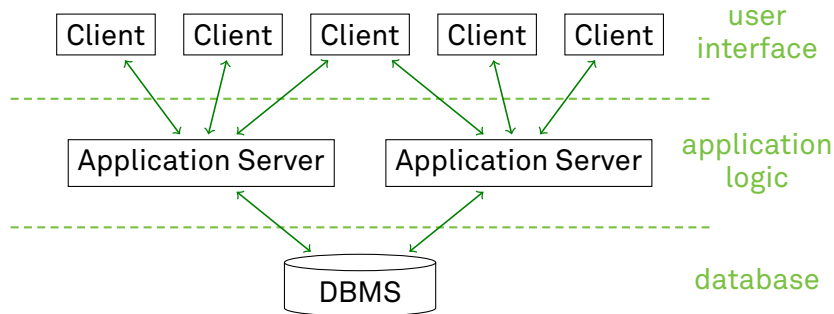 Client Client Client Client Client
user
interface
Application Server Application Server
application
logic
DBMS
database